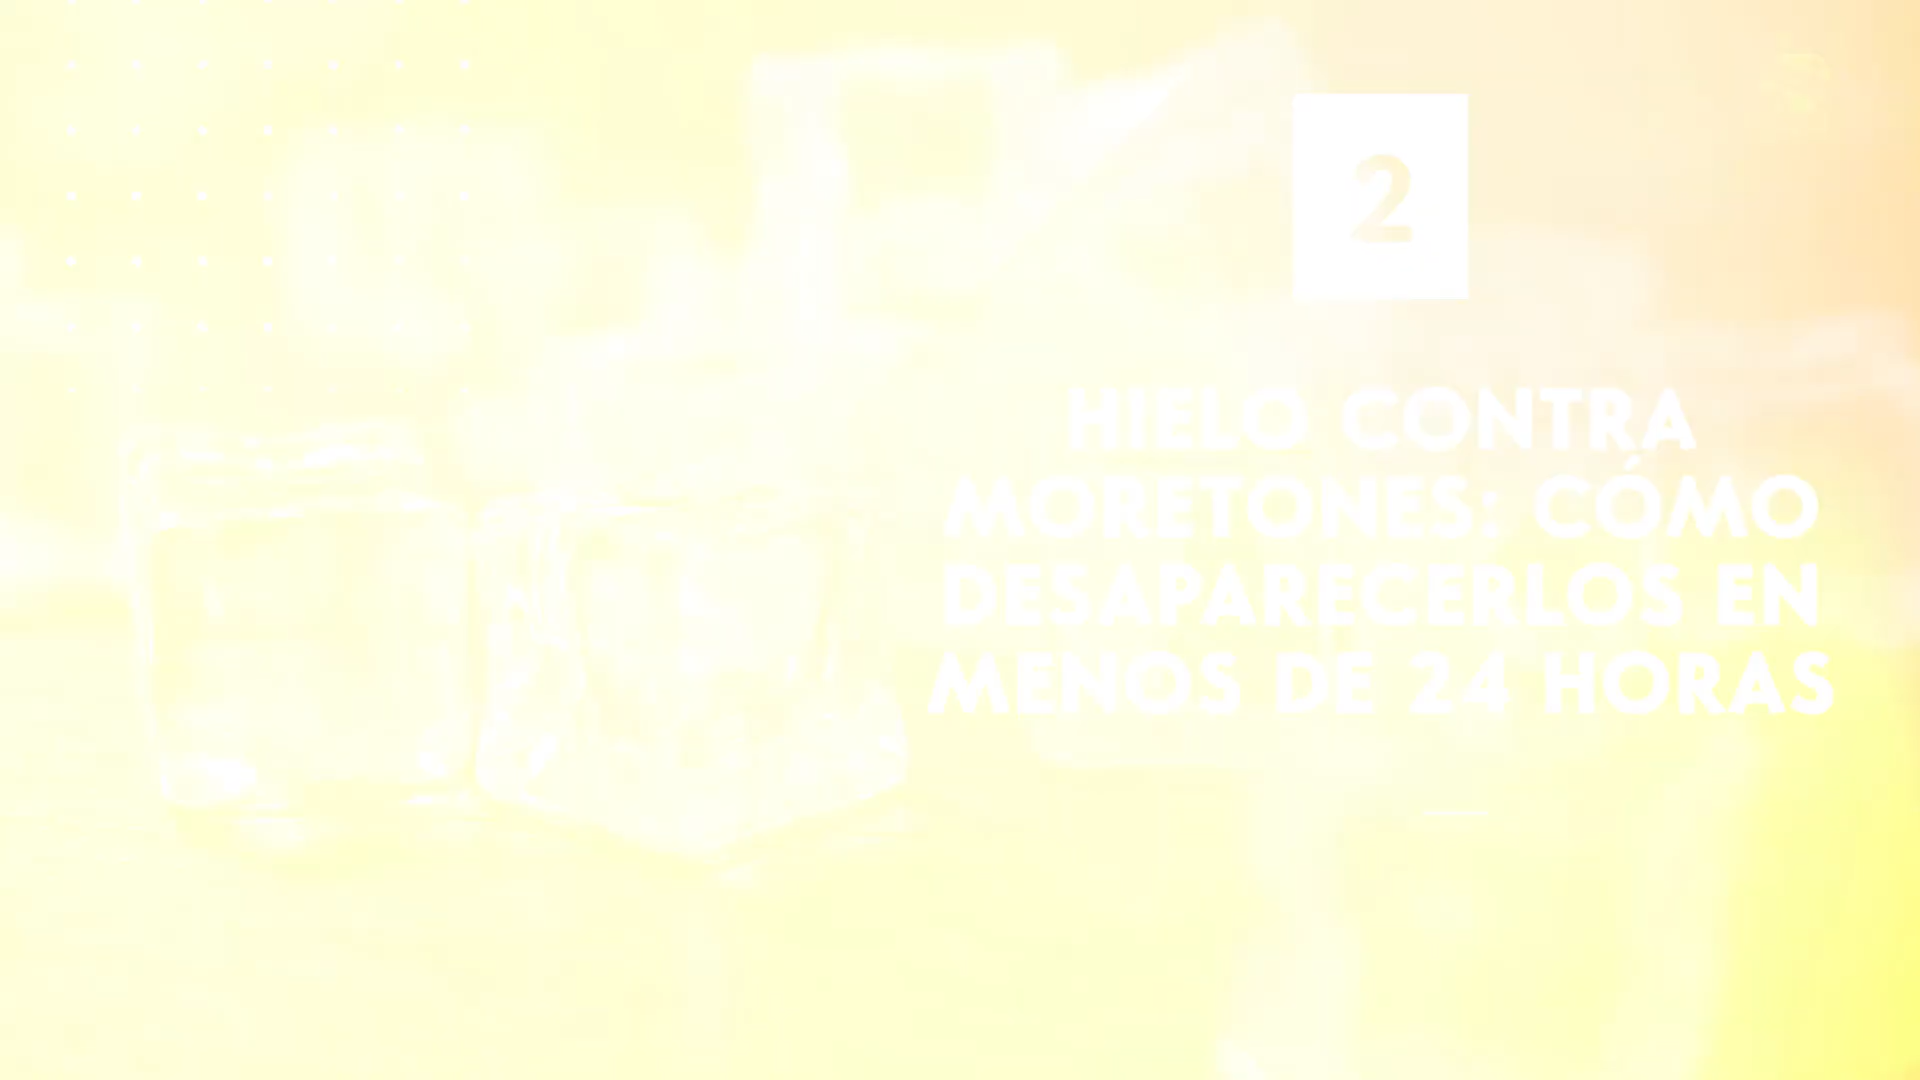 2
HIELO CONTRA
MORETONES: CÓMO
DESAPARECERLOS EN
MENOS DE 24 HORAS